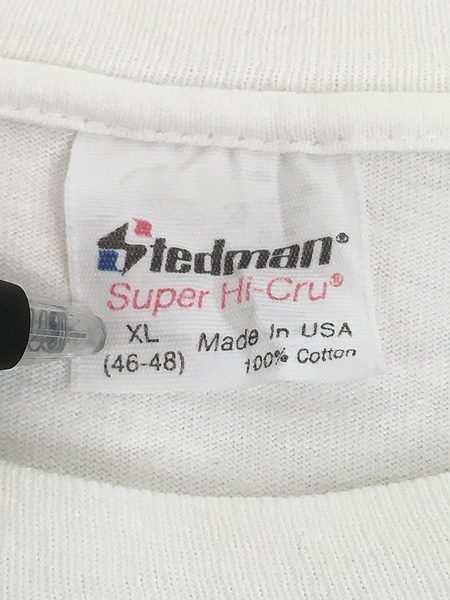 Stedman®
Super Hi-Cru®
XL Made In USA
(46-48) 100% Cotton